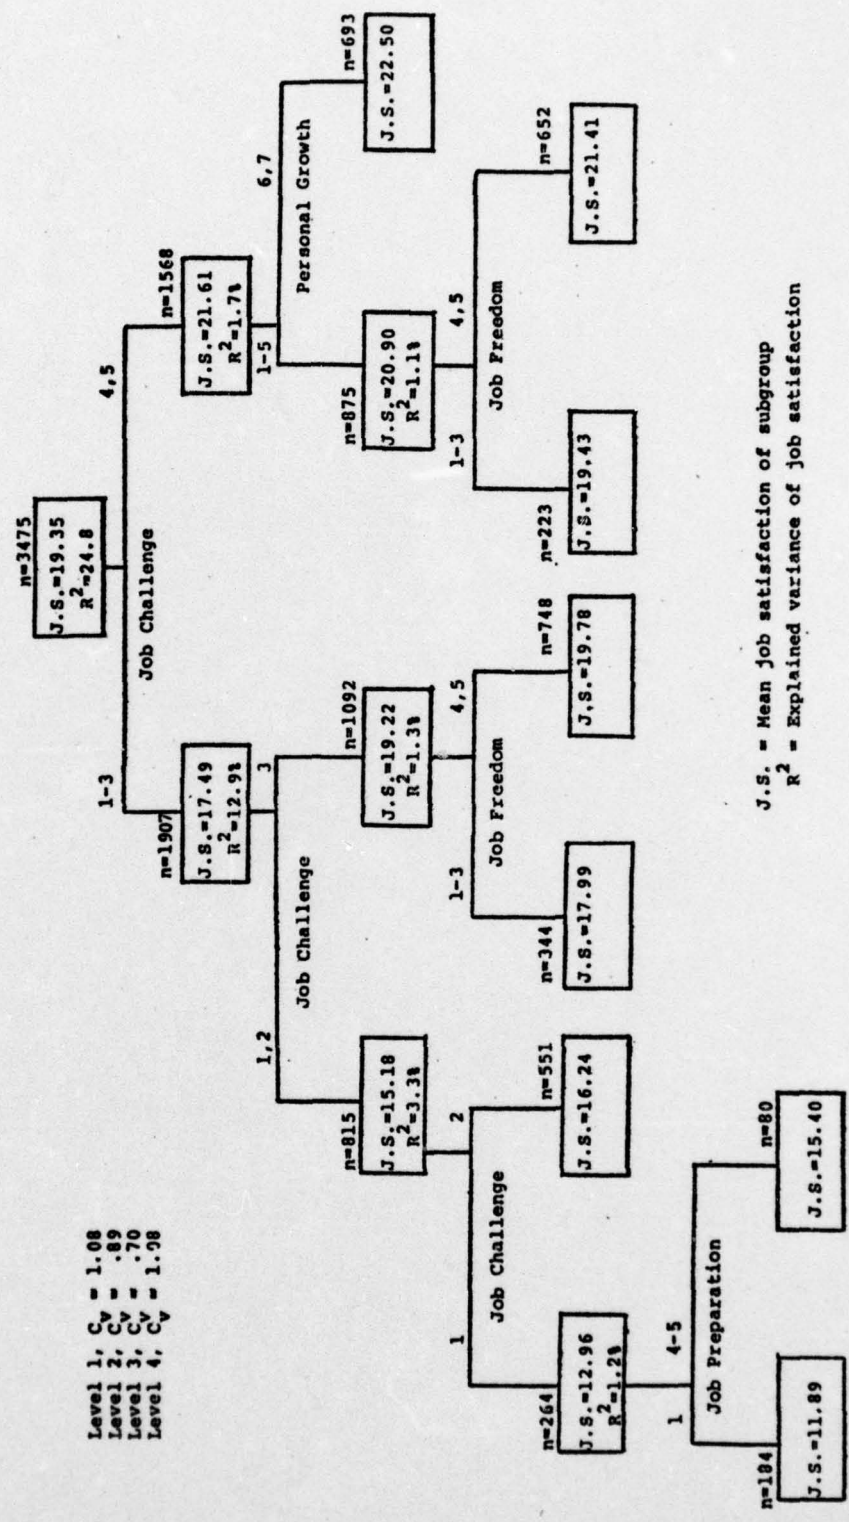 Level 1, Cv = 1.08
Level 2, Cv = .89
Level 3, Cv = .70
Level 4, Cv = 1.98
n=3475
J.S.=19.35
R2=24.8
1-3
4,5
Job Challenge
n=1907
J.S.=17.49
R2=12.9%
n=1568
J.S.=21.61
R2=1.7%
1,2
3
Job Challenge
1-5
6,7
Personal Growth
n=815
J.S.=15.18
R2=3.3%
n=1092
J.S.=19.22
R2=1.3%
n=875
J.S.=20.90
R2=1.1%
n=693
J.S.=22.50
1
2
Job Challenge
1-3
4,5
Job Freedom
1-3
4,5
Job Freedom
n=264
J.S.=12.96
R2=1.2%
n=551
J.S.=16.24
n=344
J.S.=17.99
n=748
J.S.=19.78
n=223
J.S.=19.43
n=652
J.S.=21.41
1
4-5
Job Preparation
n=184
J.S.=11.89
n=80
J.S.=15.40
J.S. = Mean job satisfaction of subgroup
R2 = Explained variance of job satisfaction